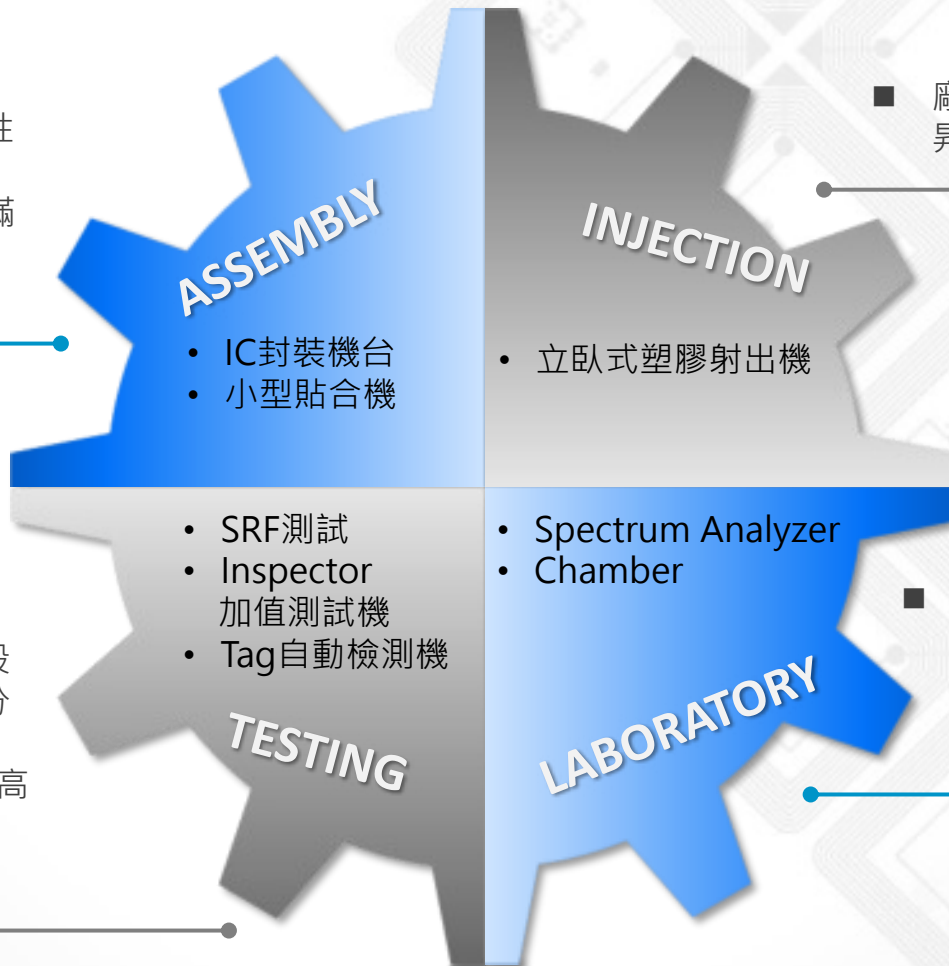 ASSEMBLY
• IC封裝機台
• 小型貼合機
INJECTION
• 立臥式塑膠射出機
• SRF測試
• Inspector
加值測試機
• Tag自動檢測機
TESTING
• Spectrum Analyzer
• Chamber
LABORATORY
滿
高